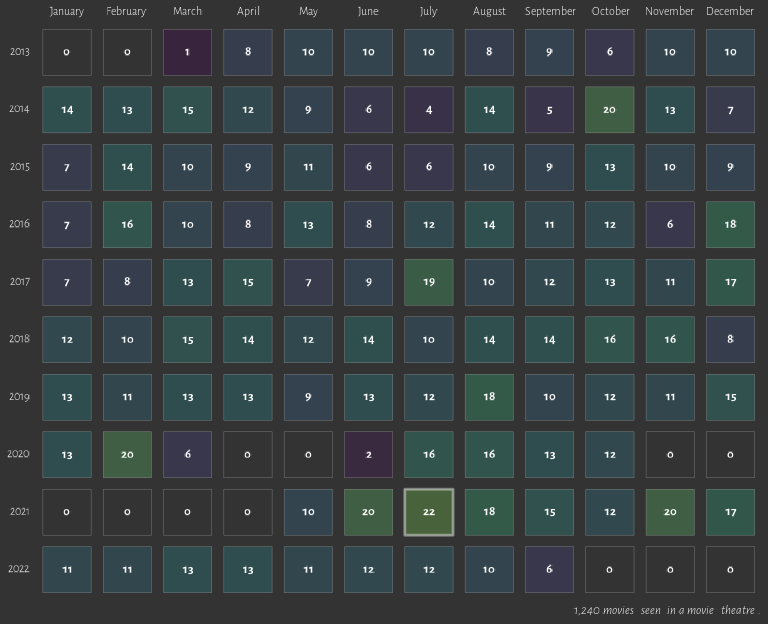 January February March April May June July August September October November December
2013 0 0 1 8 10 10 10 8 9 6 10 10
2014 14 13 15 12 9 6 4 14 5 20 13 7
2015 7 14 10 9 11 6 6 10 9 13 10 9
2016 7 16 10 8 13 8 12 14 11 12 6 18
2017 7 8 13 15 7 9 19 10 12 13 11 17
2018 12 10 15 14 12 14 10 14 14 16 16 8
2019 13 11 13 13 9 13 12 18 10 12 11 15
2020 13 20 6 0 0 2 16 16 13 12 0 0
2021 0 0 0 0 10 20 22 18 15 12 20 17
2022 11 11 13 13 11 12 12 10 6 0 0 0
1,240 movies seen in a movie theatre .